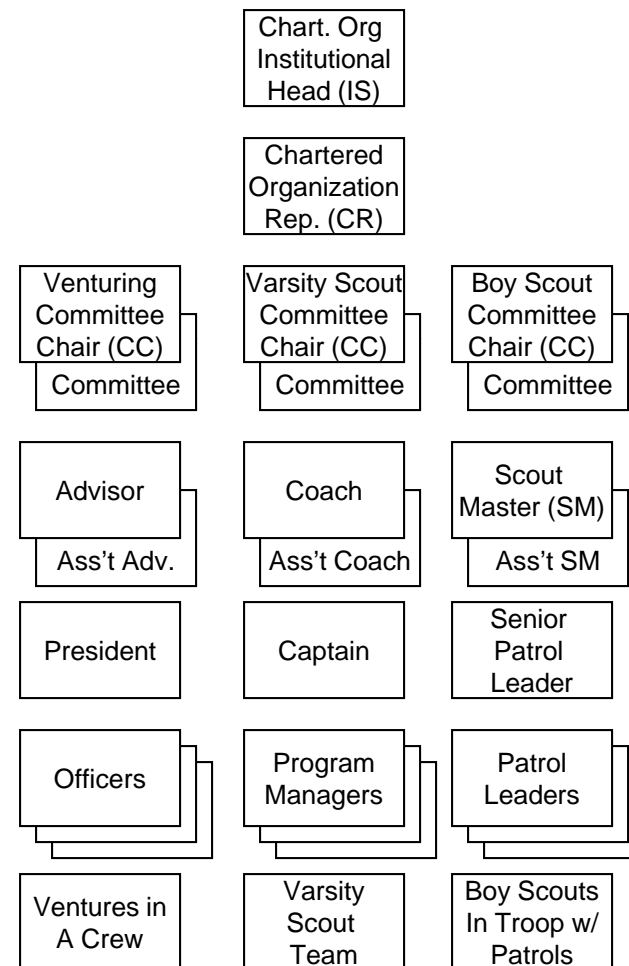 Chart. Org
Institutional
Head (IS)
Chartered
Organization
Rep. (CR)
Venturing
Committee
Chair (CC)
Committee
Varsity Scout
Committee
Chair (CC)
Committee
Boy Scout
Committee
Chair (CC)
Committee
Advisor
Ass't Adv.
Coach
Ass't Coach
Scout
Master (SM)
Ass't SM
President
Captain
Senior
Patrol
Leader
Officers
Program
Managers
Patrol
Leaders
Ventures in
A Crew
Varsity
Scout
Team
Boy Scouts
In Troop w/
Patrols